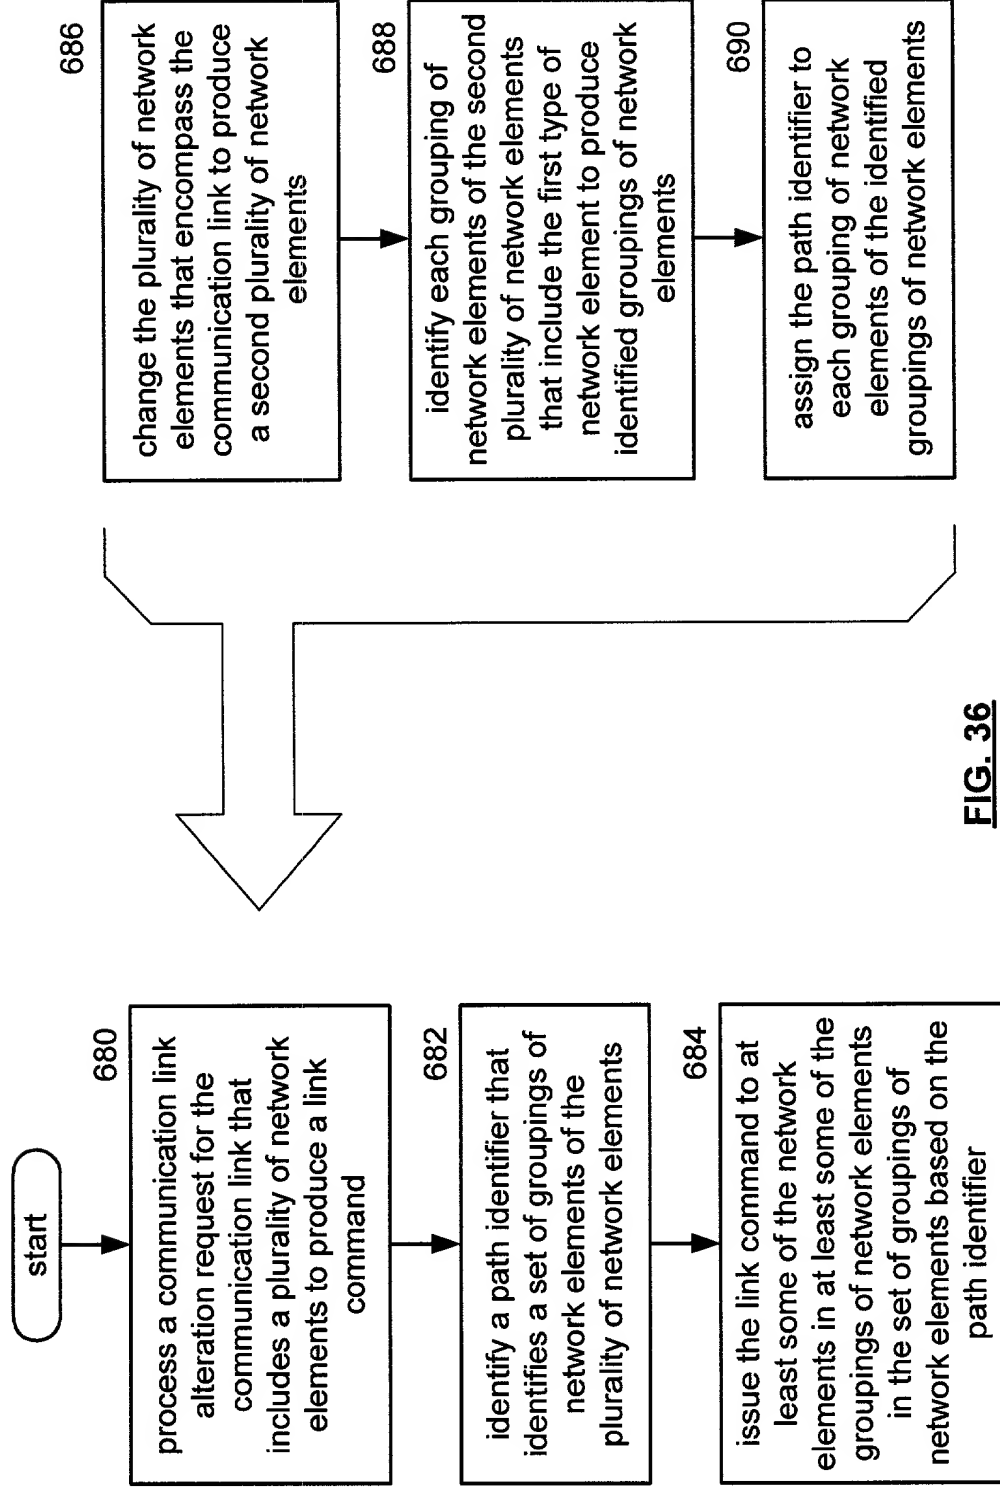 start
680
process a communication link
alteration request for the
communication link that
includes a plurality of network
elements to produce a link
command
682
identify a path identifier that
identifies a set of groupings of
network elements of the
plurality of network elements
684
issue the link command to at
least some of the network
elements in at least some of the
groupings of network elements
in the set of groupings of
network elements based on the
path identifier
686
change the plurality of network
elements that encompass the
communication link to produce
a second plurality of network
elements
688
identify each grouping of
network elements of the second
plurality of network elements
that include the first type of
network element to produce
identified groupings of network
elements
690
assign the path identifier to
each grouping of network
elements of the identified
groupings of network elements
FIG. 36